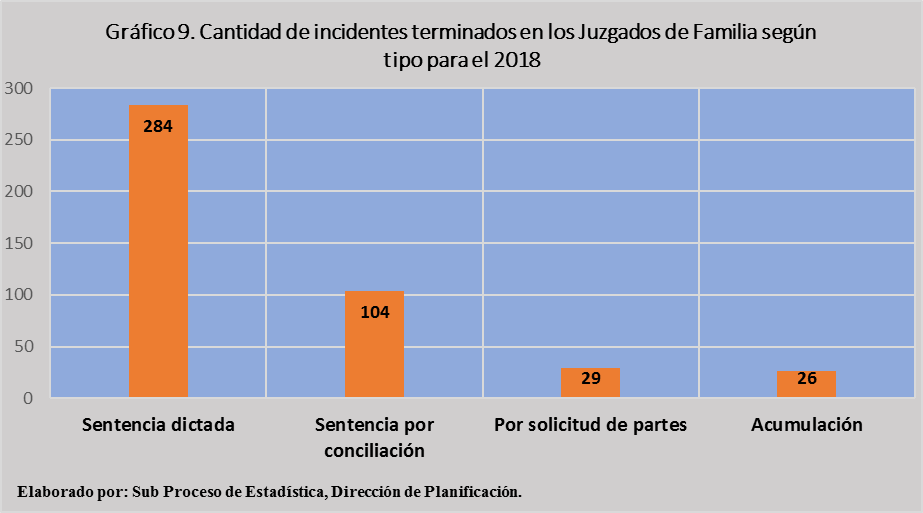 Gráfico 9. Cantidad de incidentes terminados en los Juzgados de Familia según
tipo para el 2018
300
250
200
150
100
50
0
284
104
29
26
Sentencia dictada
Sentencia por
conciliación
Por solicitud de partes
Acumulación
Elaborado por: Sub Proceso de Estadística, Dirección de Planificación.